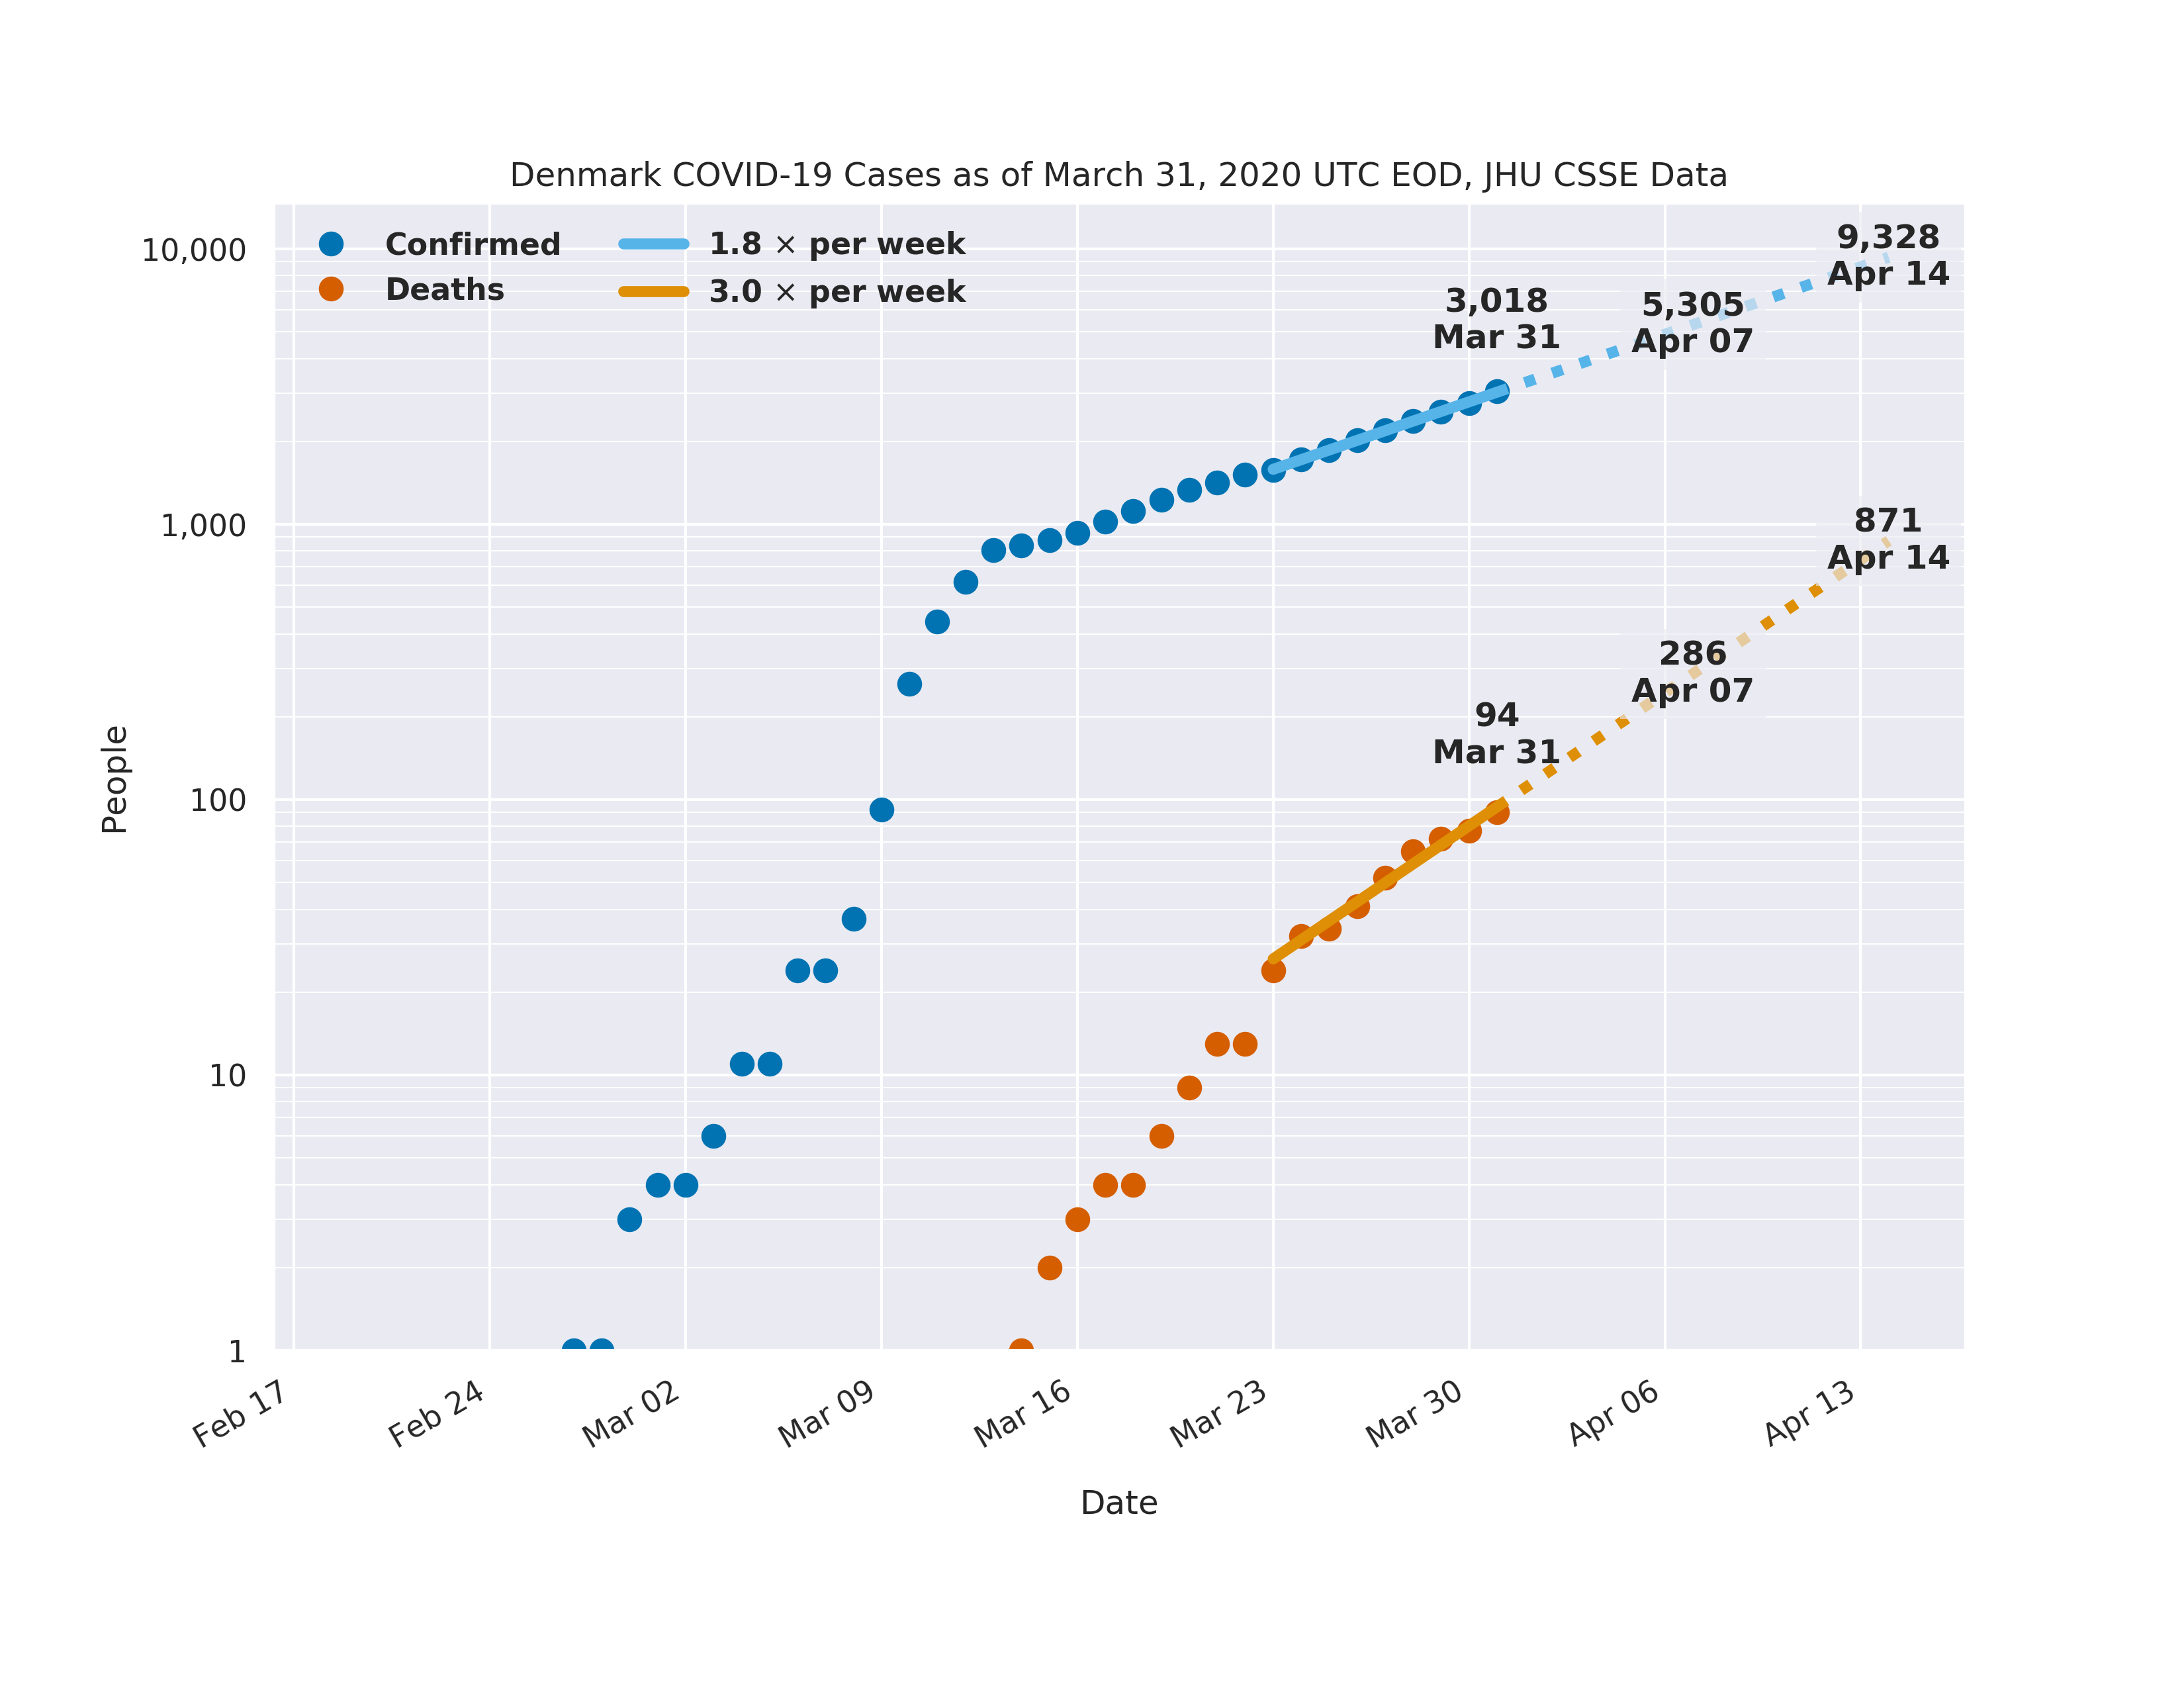 Denmark COVID-19 Cases as of March 31, 2020 UTC EOD, JHU CSSE Data
Confirmed
Deaths
1.8 × per week
3.0 × per week
9,328
Apr 14
3,018
Mar 31
5,305
Apr 07
871
Apr 14
286
Apr 07
94
Mar 31
People
10,000
1,000
100
10
1
Feb 17
Feb 24
Mar 02
Mar 09
Mar 16
Mar 23
Mar 30
Apr 06
Apr 13
Date